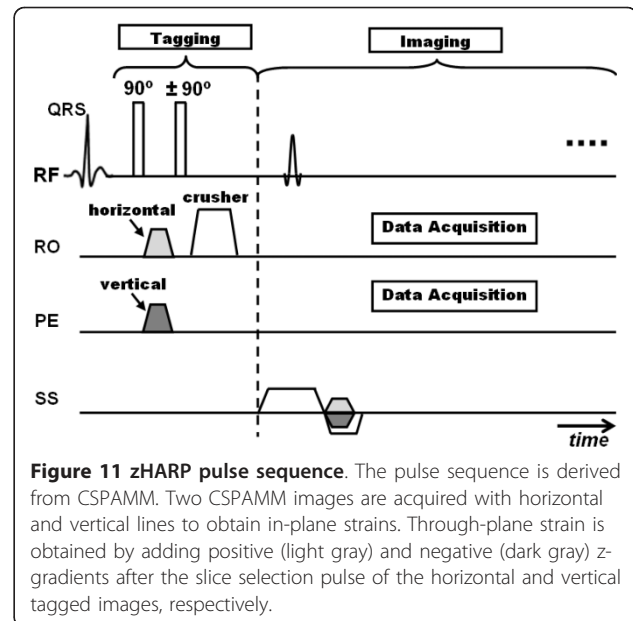 Tagging
Imaging
90º ± 90º
QRS
RF
....
horizontal
crusher
RO
Data Acquisition
vertical
PE
Data Acquisition
SS
time
Figure 11 zHARP pulse sequence. The pulse sequence is derived
from CSPAMM. Two CSPAMM images are acquired with horizontal
and vertical lines to obtain in-plane strains. Through-plane strain is
obtained by adding positive (light gray) and negative (dark gray) z-
gradients after the slice selection pulse of the horizontal and vertical
tagged images, respectively.